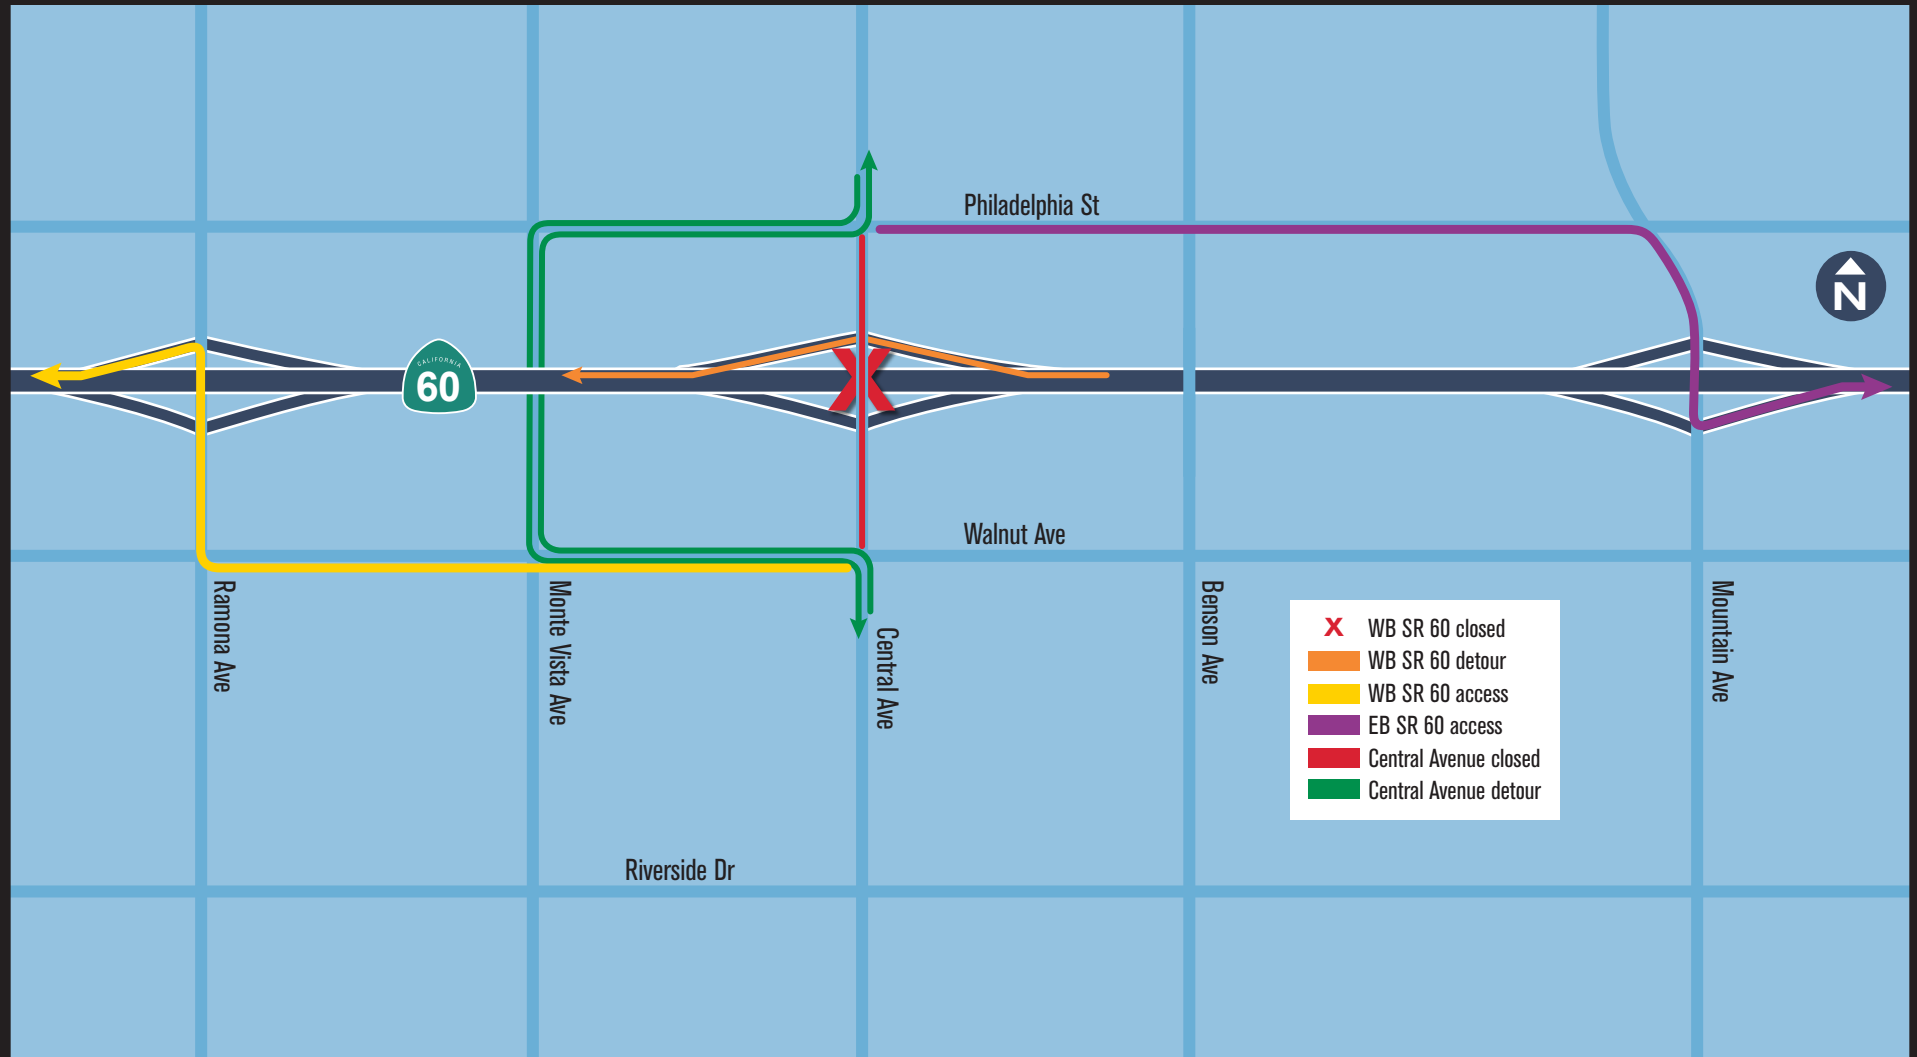 Philadelphia St
N
CALIFORNIA
60
Walnut Ave
Ramona Ave
Monte Vista Ave
Central Ave
Benson Ave
Mountain Ave
X WB SR 60 closed
WB SR 60 detour
WB SR 60 access
EB SR 60 access
Central Avenue closed
Central Avenue detour
Riverside Dr